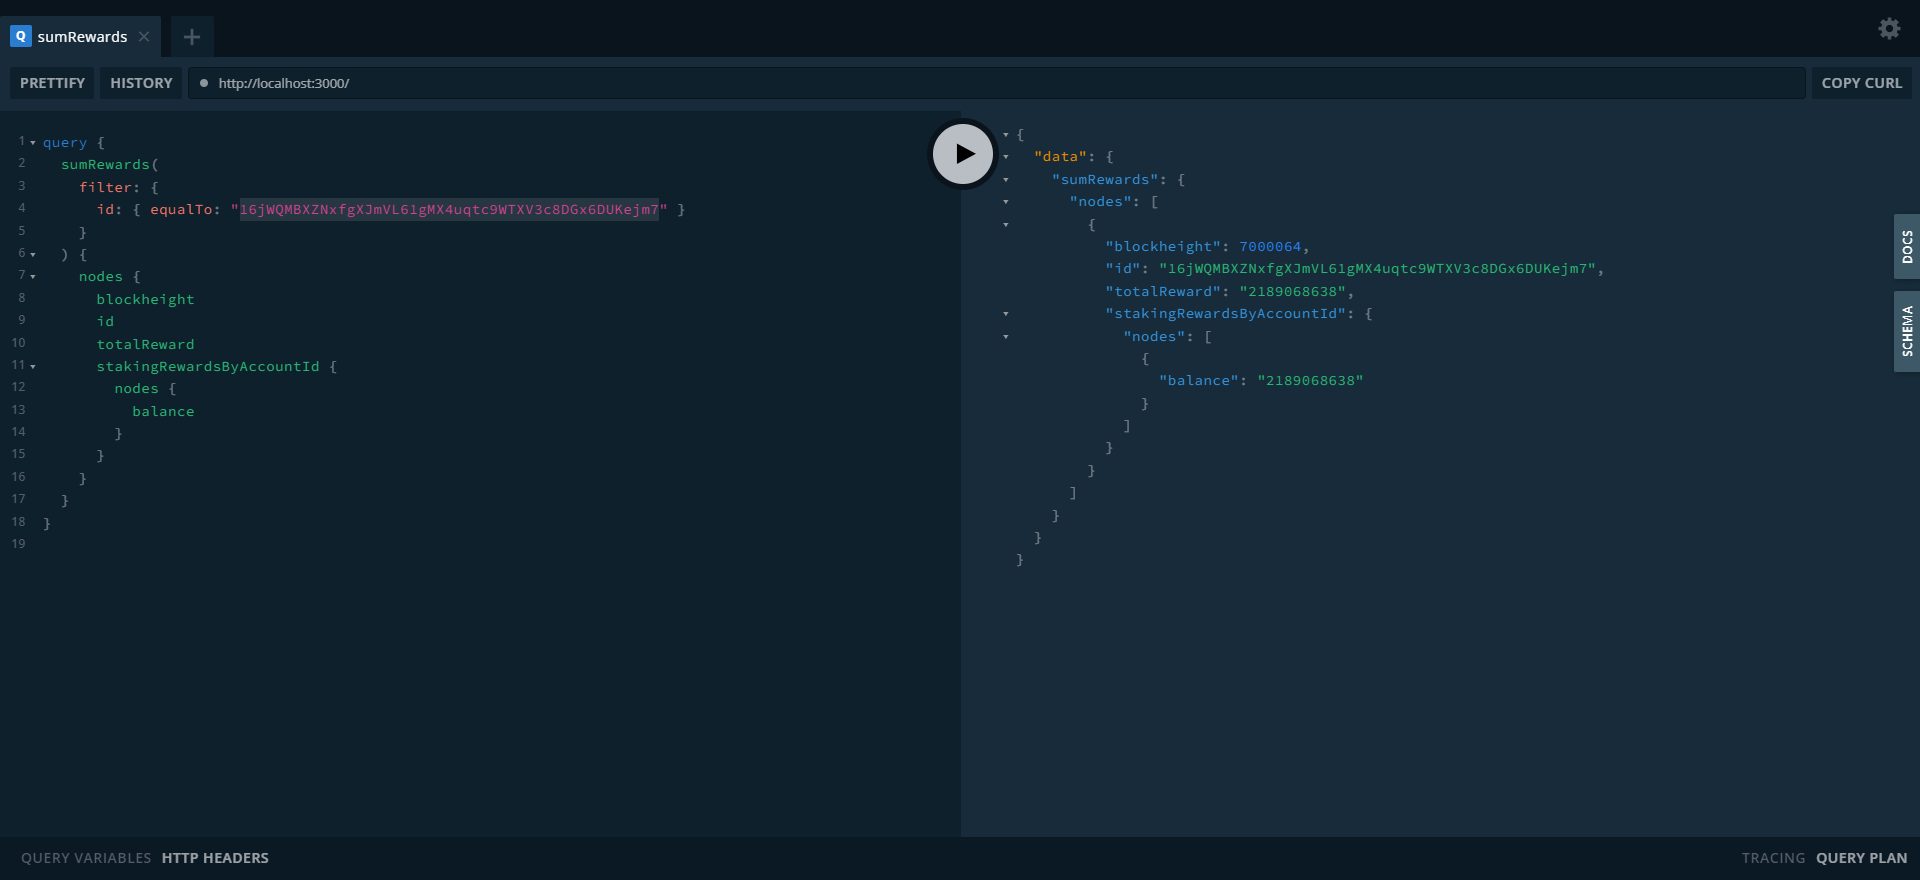 Q sumRewards
PRETTIFY HISTORY http://localhost:3000/ COPY CURL
1 query {
2 sumRewards(
3 filter: {
4 id: { equalTo: "16jWQMBXZNxfgXJmVL61gMX4uqtc9WTXV3c8DGx6DUKejm7" }
5 }
6 ) {
7 nodes {
8 blockheight
9 id
10 totalReward
11 stakingRewardsByAccountId {
12 nodes {
13 balance
14 }
15 }
16 }
17 }
18 }
19
{
"data": {
"sumRewards": {
"nodes": [
{
"blockheight": 7000064,
"id": "16jWQMBXZNxfgXJmVL61gMX4uqtc9WTXV3c8DGx6DUKejm7",
"totalReward": "2189068638",
"stakingRewardsByAccountId": {
"nodes": [
{
"balance": "2189068638"
}
]
}
}
]
}
}
}
DOCS
SCHEMA
QUERY VARIABLES HTTP HEADERS TRACING QUERY PLAN